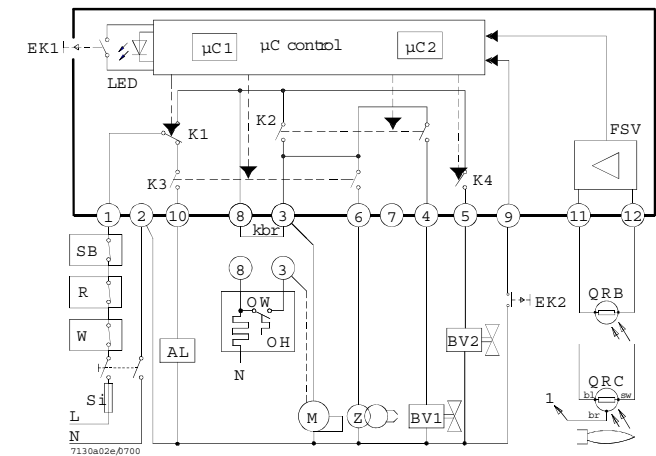 EK1
LED
µC1
µC control
µC2
K1
K2
FSV
K3
K4
1 2 10 8 3 6 7 4 5 9 11 12
kbr
SB
8 3
R
OW
EK2
QRB
W
OH
AL
BV2
N
QRC
bl sw
1
br
Si
L
M
Z
BV1
N
7130a02e/0700